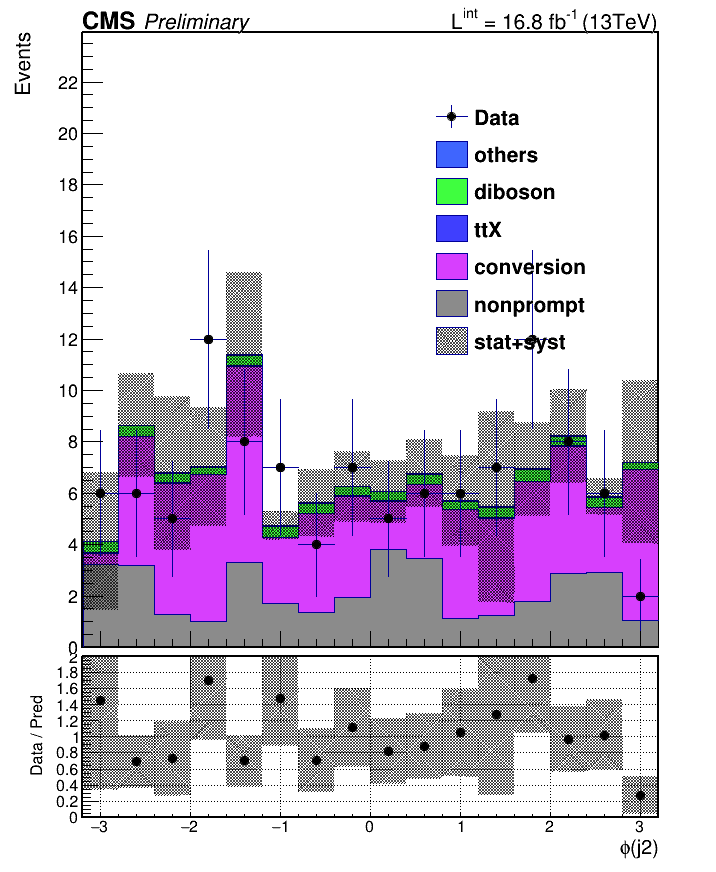 CMS Preliminary L^int = 16.8 fb^-1 (13TeV)
Events
22
20
18
16
14
12
10
8
6
4
2
0
Data
others
diboson
ttX
conversion
nonprompt
stat+syst
Data / Pred
2
1.8
1.6
1.4
1.2
1
0.8
0.6
0.4
0.2
0
−3 −2 −1 0 1 2 3
ϕ(j2)